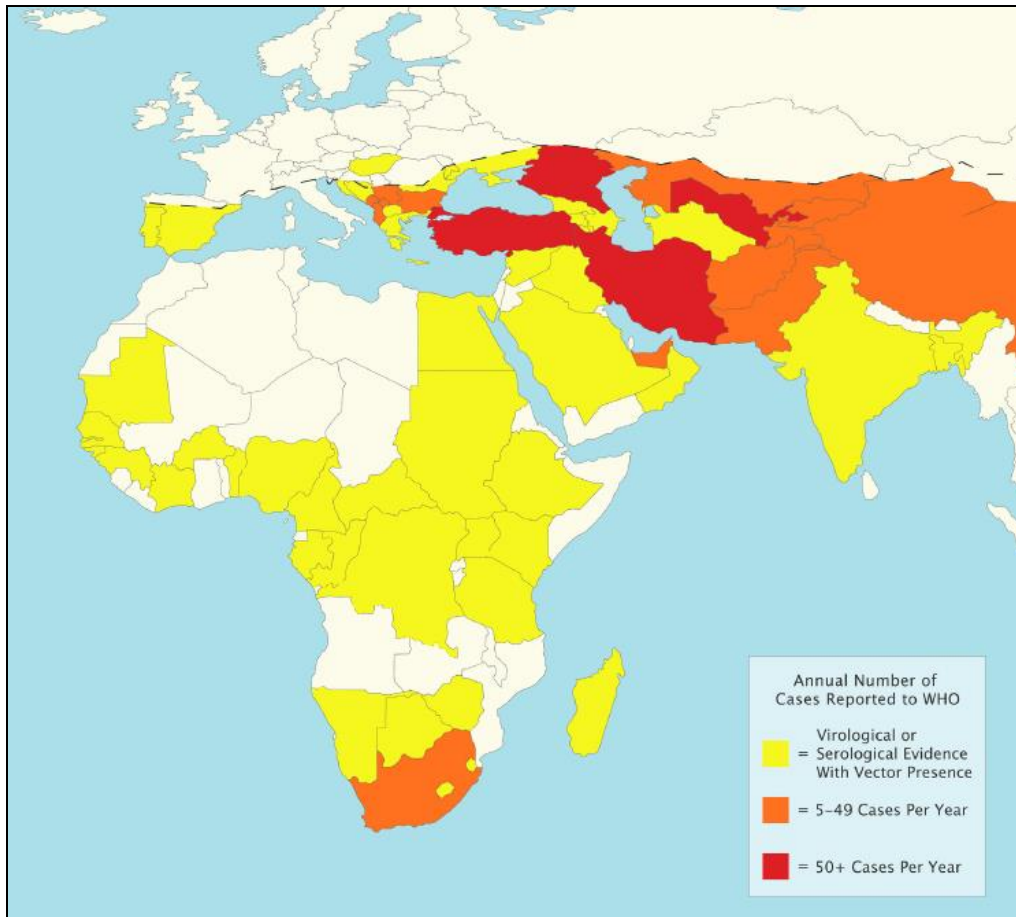 Annual Number of
Cases Reported to WHO
= Virological or
Serological Evidence
With Vector Presence
= 5–49 Cases Per Year
= 50+ Cases Per Year